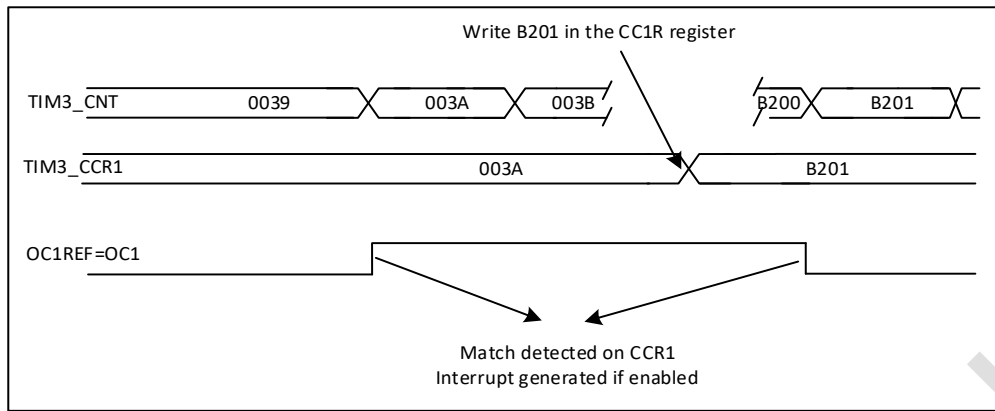 Write B201 in the CC1R register
TIM3_CNT 0039 003A 003B B200 B201
TIM3_CCR1 003A B201
OC1REF=OC1
Match detected on CCR1
Interrupt generated if enabled